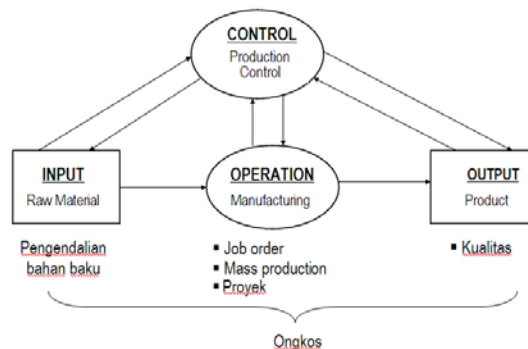 CONTROL
Production
Control
INPUT
Raw Material
OPERATION
Manufacturing
OUTPUT
Product
Pengendalian
bahan baku
▪ Job order
▪ Mass production
▪ Proyek
▪ Kualitas
Ongkos